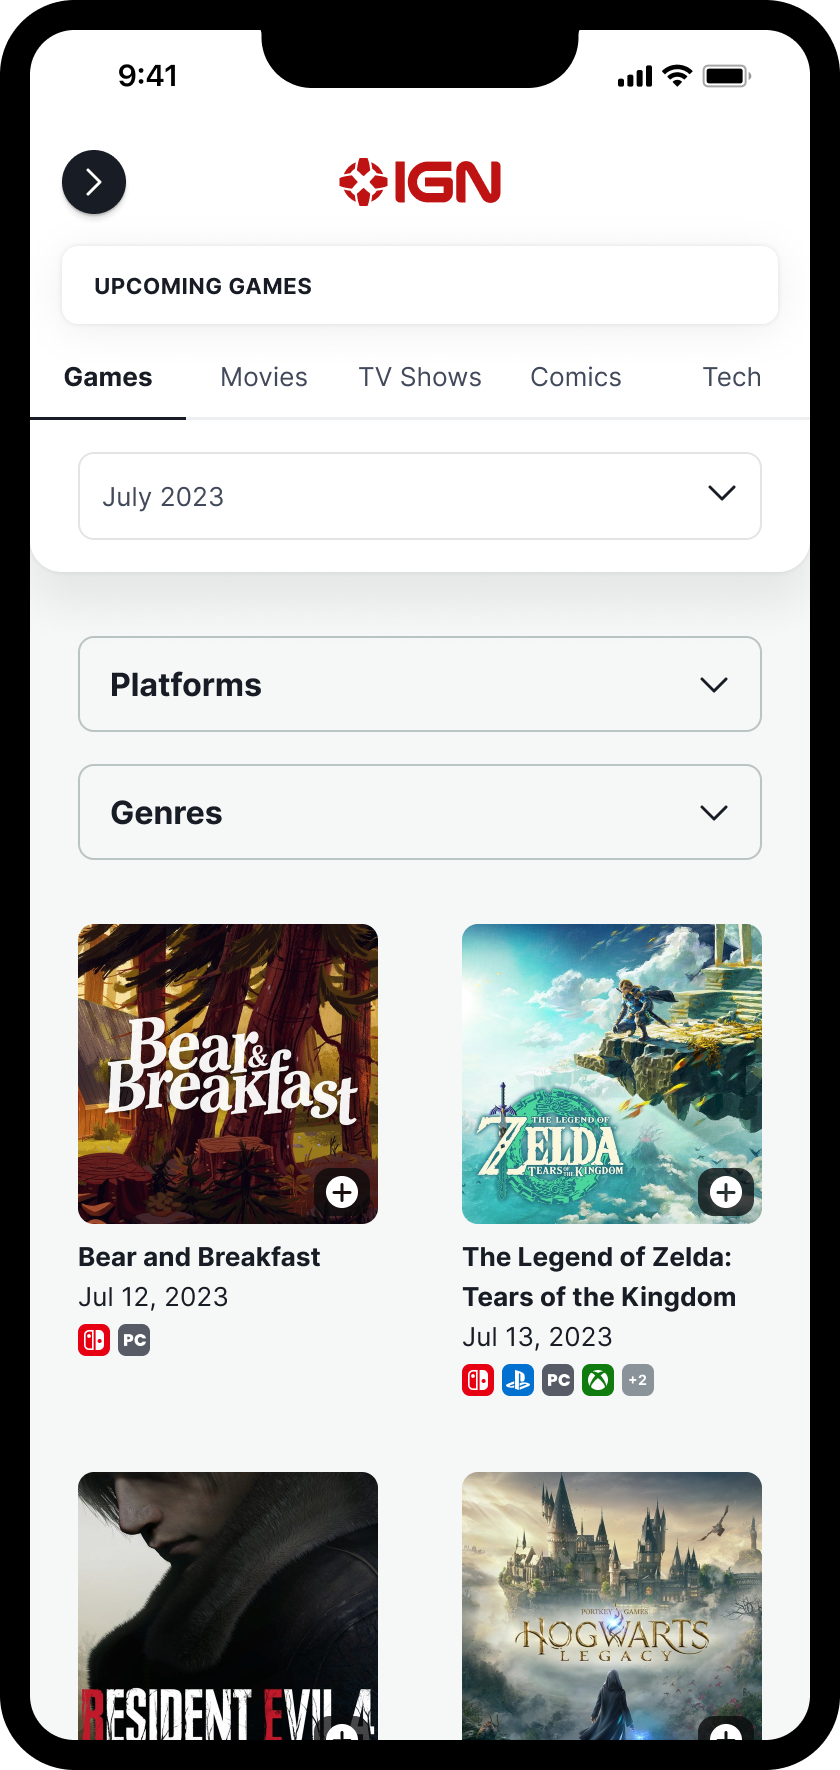 9:41
IGN
UPCOMING GAMES
Games Movies TV Shows Comics Tech
July 2023
Platforms
Genres
Bear &
Breakfast
THE LEGEND OF
ZELDA
TEARS OF THE KINGDOM
Bear and Breakfast
Jul 12, 2023
PC
The Legend of Zelda:
Tears of the Kingdom
Jul 13, 2023
PC +2
RESIDENT EVIL 4
PORTKEY GAMES
HOGWARTS
LEGACY